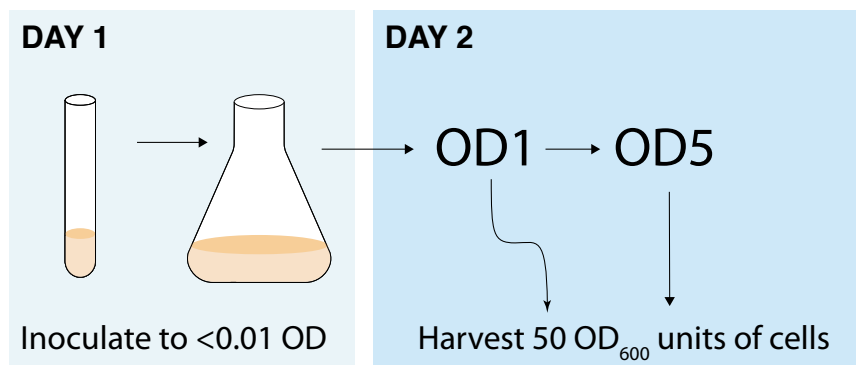 DAY 1
Inoculate to <0.01 OD
DAY 2
OD1
OD5
Harvest 50 OD600 units of cells